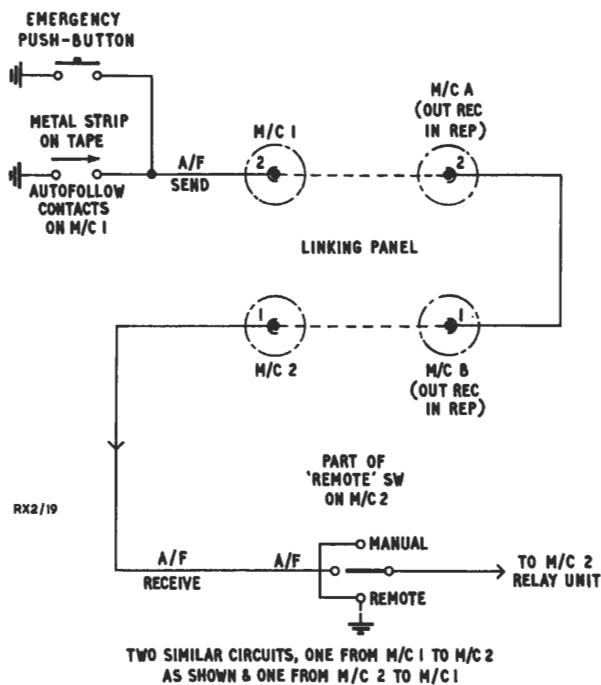 EMERGENCY
PUSH-BUTTON
METAL STRIP
ON TAPE
AUTOFOLLOW
CONTACTS
ON M/C 1
A/F
SEND
M/C 1
2
M/C A
(OUT REC
IN REP)
2
LINKING PANEL
1
M/C 2
1
M/C B
(OUT REC
IN REP)
PART OF
'REMOTE' SW
ON M/C 2
RX2/19
A/F
RECEIVE
A/F
MANUAL
REMOTE
TO M/C 2
RELAY UNIT
TWO SIMILAR CIRCUITS, ONE FROM M/C 1 TO M/C 2
AS SHOWN & ONE FROM M/C 2 TO M/C 1